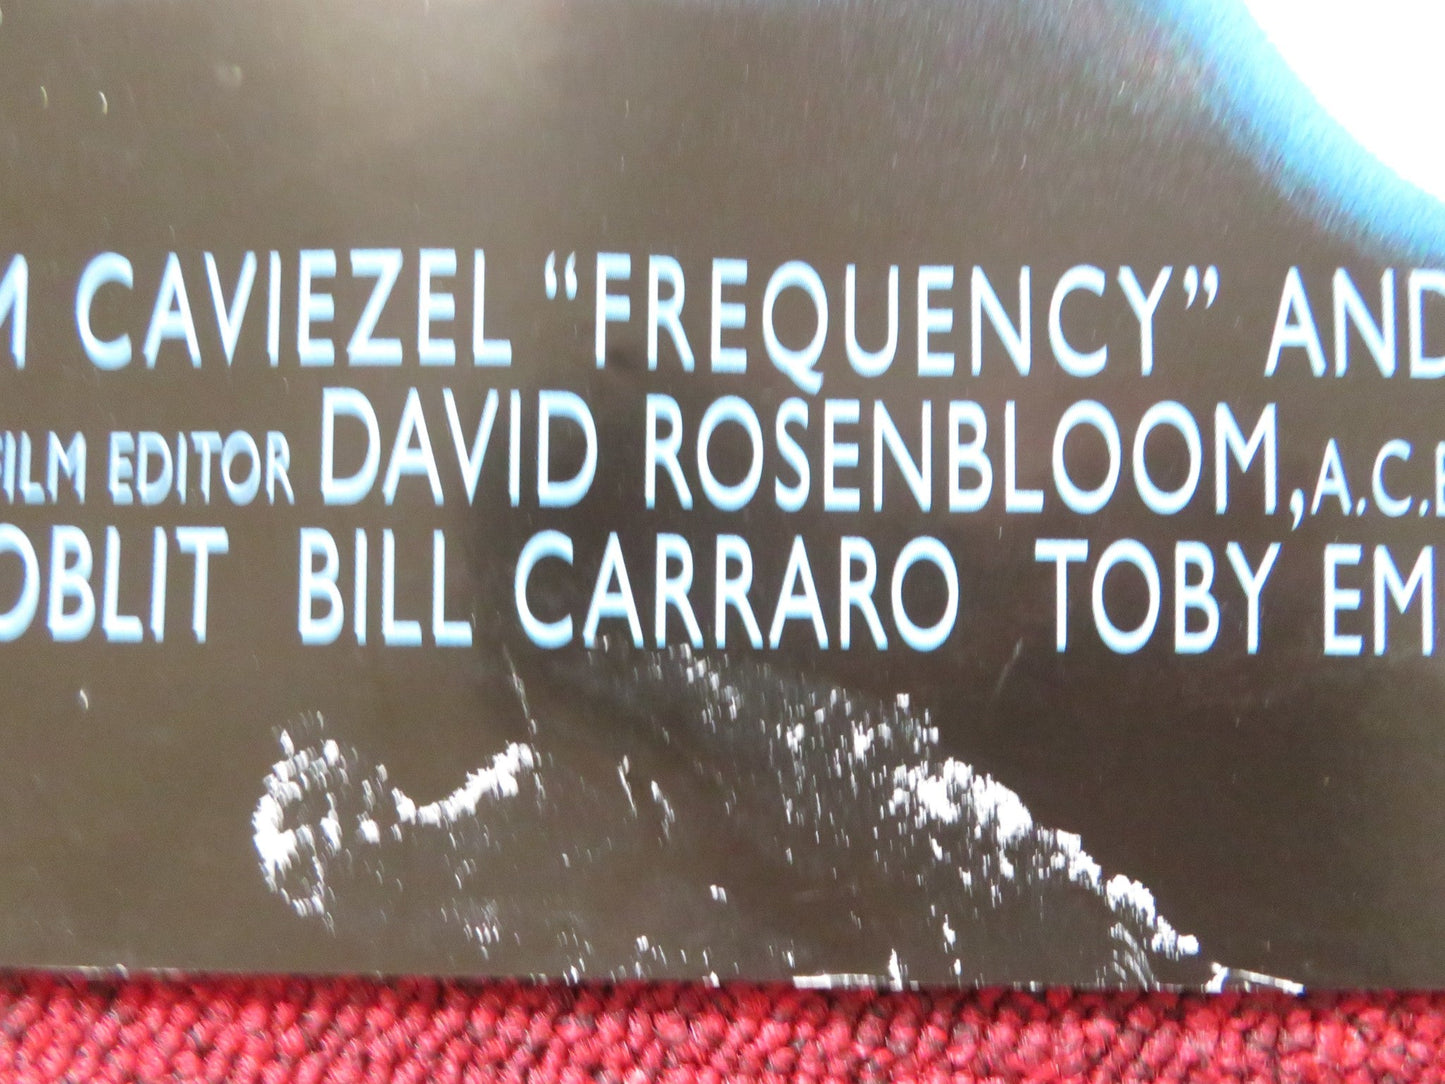 M CAVIEZEL “FREQUENCY” AND
FILM EDITOR DAVID ROSENBLOOM, A.C.E
OBLIT BILL CARRARO TOBY EM